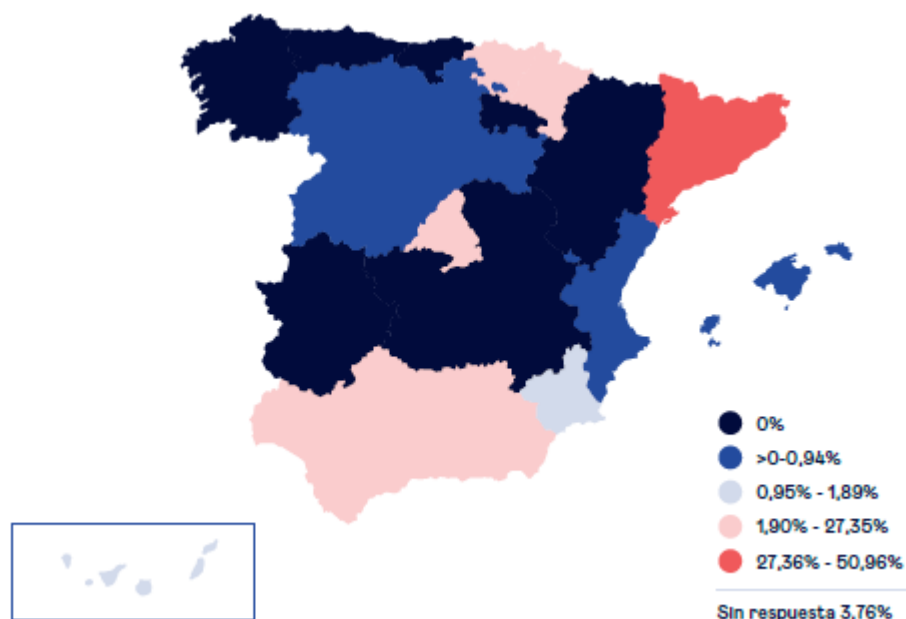 0%
>0-0,94%
0,95% - 1,89%
1,90% - 27,35%
27,36% - 50,96%
Sin respuesta 3,76%